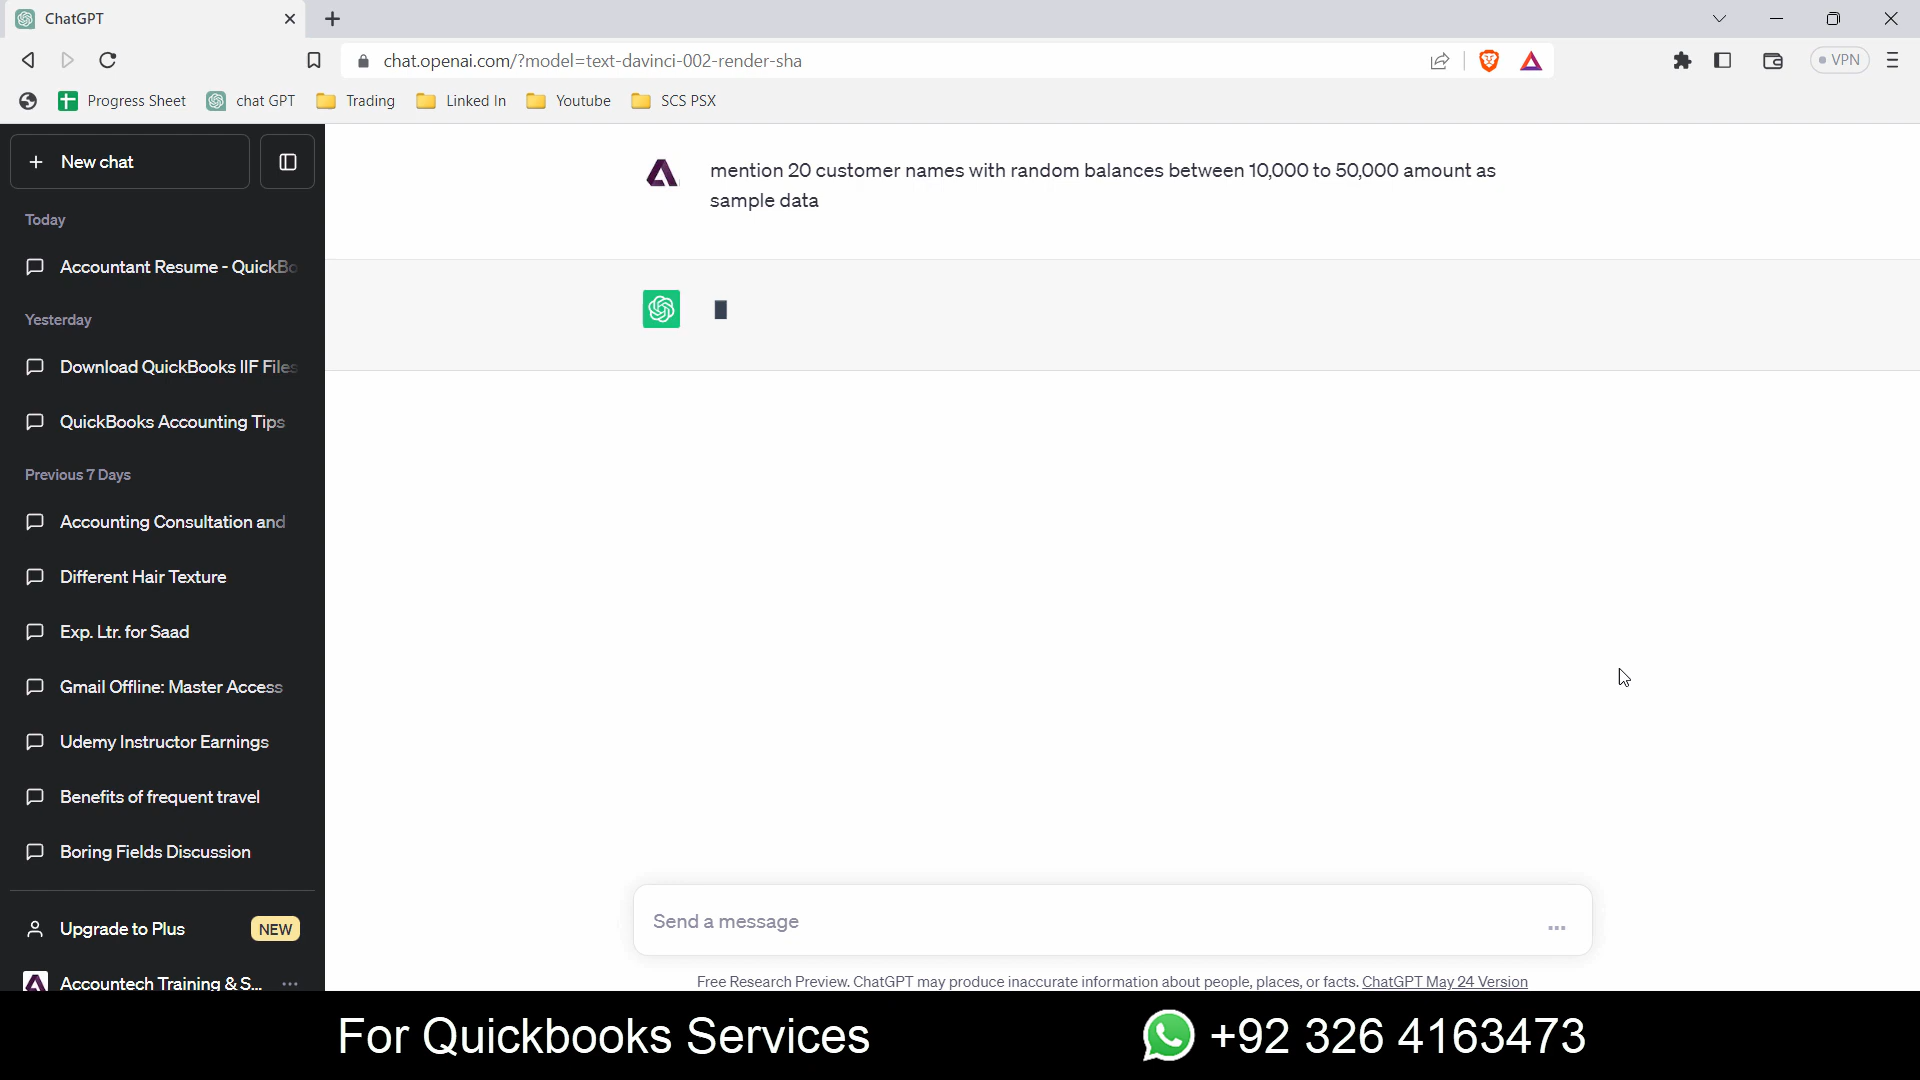 ChatGPT
chat.openai.com/?model=text-davinci-002-render-sha
VPN
Progress Sheet
chat GPT
Trading
Linked In
Youtube
SCS PSX
New chat
Today
Accountant Resume - QuickBo
Yesterday
Download QuickBooks IIF Files
QuickBooks Accounting Tips
Previous 7 Days
Accounting Consultation and
Different Hair Texture
Exp. Ltr. for Saad
Gmail Offline: Master Access
Udemy Instructor Earnings
Benefits of frequent travel
Boring Fields Discussion
Upgrade to Plus
NEW
Accountech Training & S...
mention 20 customer names with random balances between 10,000 to 50,000 amount as
sample data
Send a message
Free Research Preview. ChatGPT may produce inaccurate information about people, places, or facts. ChatGPT May 24 Version
For Quickbooks Services
+92 326 4163473